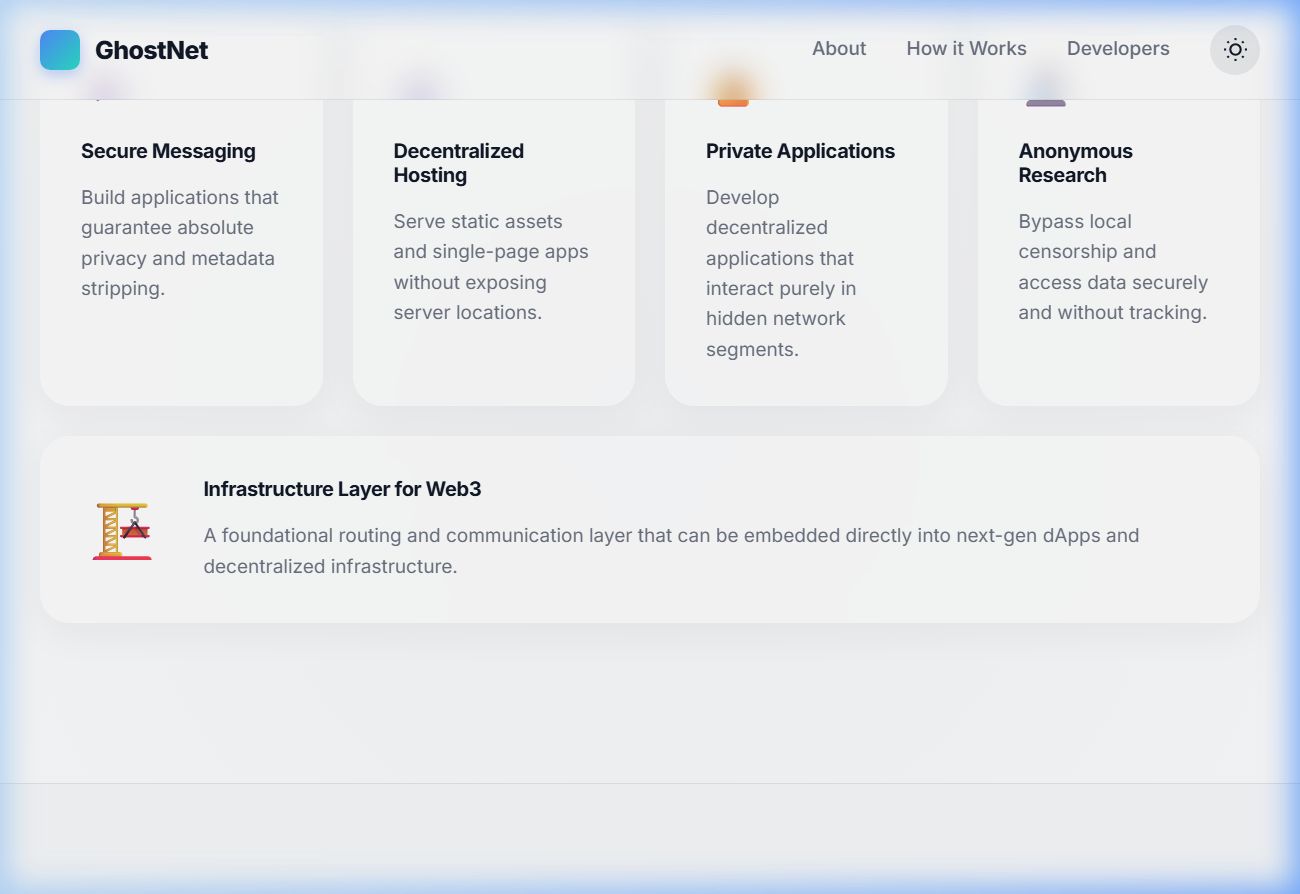 GhostNet
About
How it Works
Developers
Secure Messaging
Build applications that
guarantee absolute
privacy and metadata
stripping.
Decentralized
Hosting
Serve static assets
and single-page apps
without exposing
server locations.
Private Applications
Develop
decentralized
applications that
interact purely in
hidden network
segments.
Anonymous
Research
Bypass local
censorship and
access data securely
and without tracking.
Infrastructure Layer for Web3
A foundational routing and communication layer that can be embedded directly into next-gen dApps and
decentralized infrastructure.